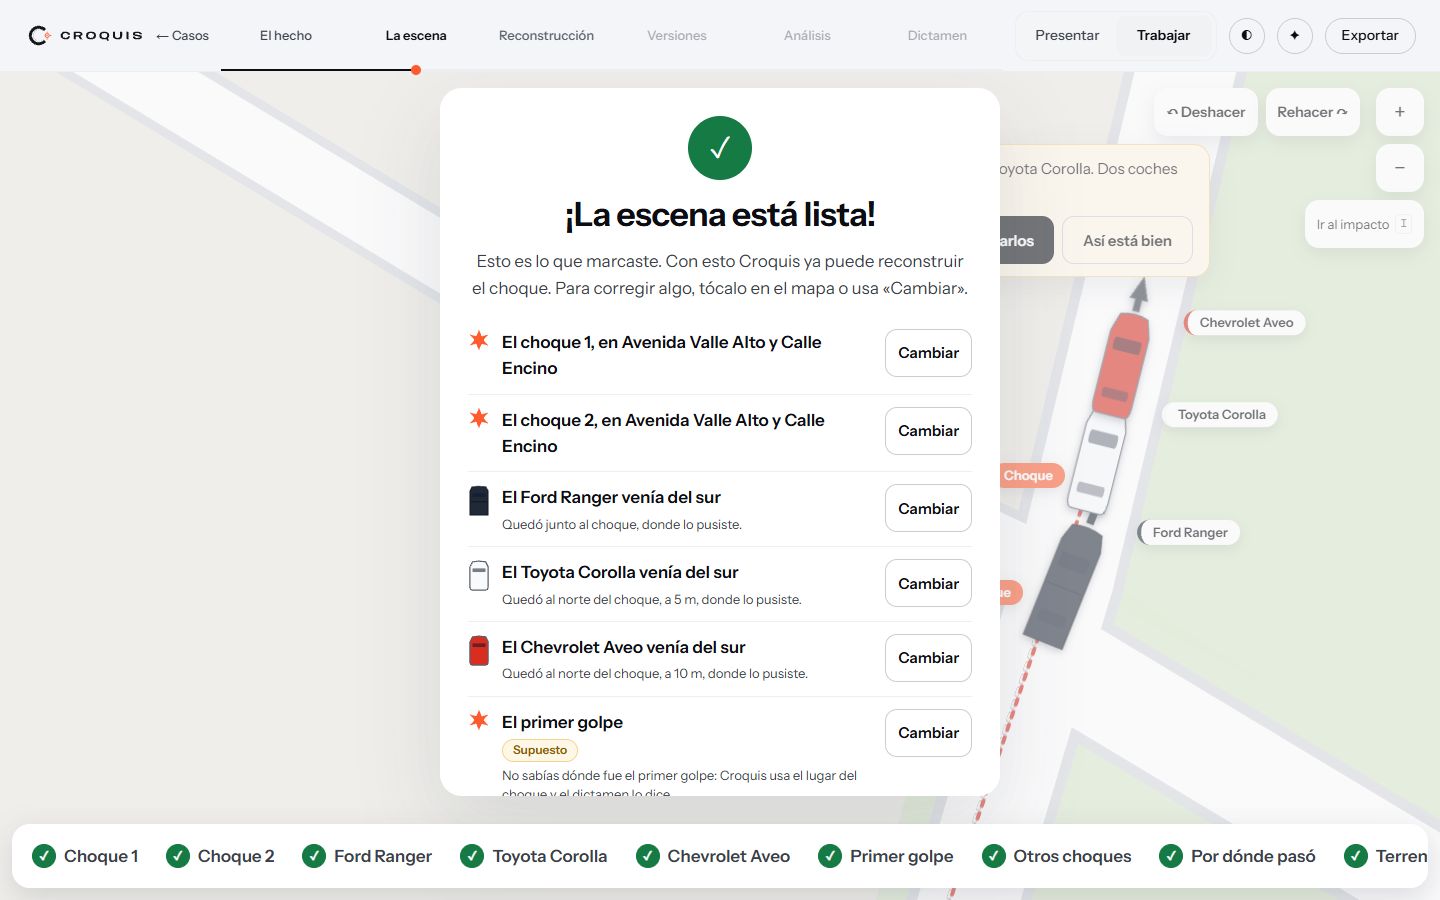 CROQUIS
← Casos
El hecho
La escena
Reconstrucción
Versiones
Análisis
Dictamen
Presentar
Trabajar
Exportar
Deshacer
Rehacer
+
−
Ir al impacto I
oyota Corolla. Dos coches
arlos
Así está bien
¡La escena está lista!
Esto es lo que marcaste. Con esto Croquis ya puede reconstruir
el choque. Para corregir algo, tócalo en el mapa o usa «Cambiar».
El choque 1, en Avenida Valle Alto y Calle
Encino
Cambiar
El choque 2, en Avenida Valle Alto y Calle
Encino
Cambiar
El Ford Ranger venía del sur
Quedó junto al choque, donde lo pusiste.
Cambiar
El Toyota Corolla venía del sur
Quedó al norte del choque, a 5 m, donde lo pusiste.
Cambiar
El Chevrolet Aveo venía del sur
Quedó al norte del choque, a 10 m, donde lo pusiste.
Cambiar
El primer golpe
Supuesto
No sabías dónde fue el primer golpe: Croquis usa el lugar del
choque y el dictamen lo dice.
Cambiar
Chevrolet Aveo
Toyota Corolla
Choque
Ford Ranger
ue
Choque 1
Choque 2
Ford Ranger
Toyota Corolla
Chevrolet Aveo
Primer golpe
Otros choques
Por dónde pasó
Terren